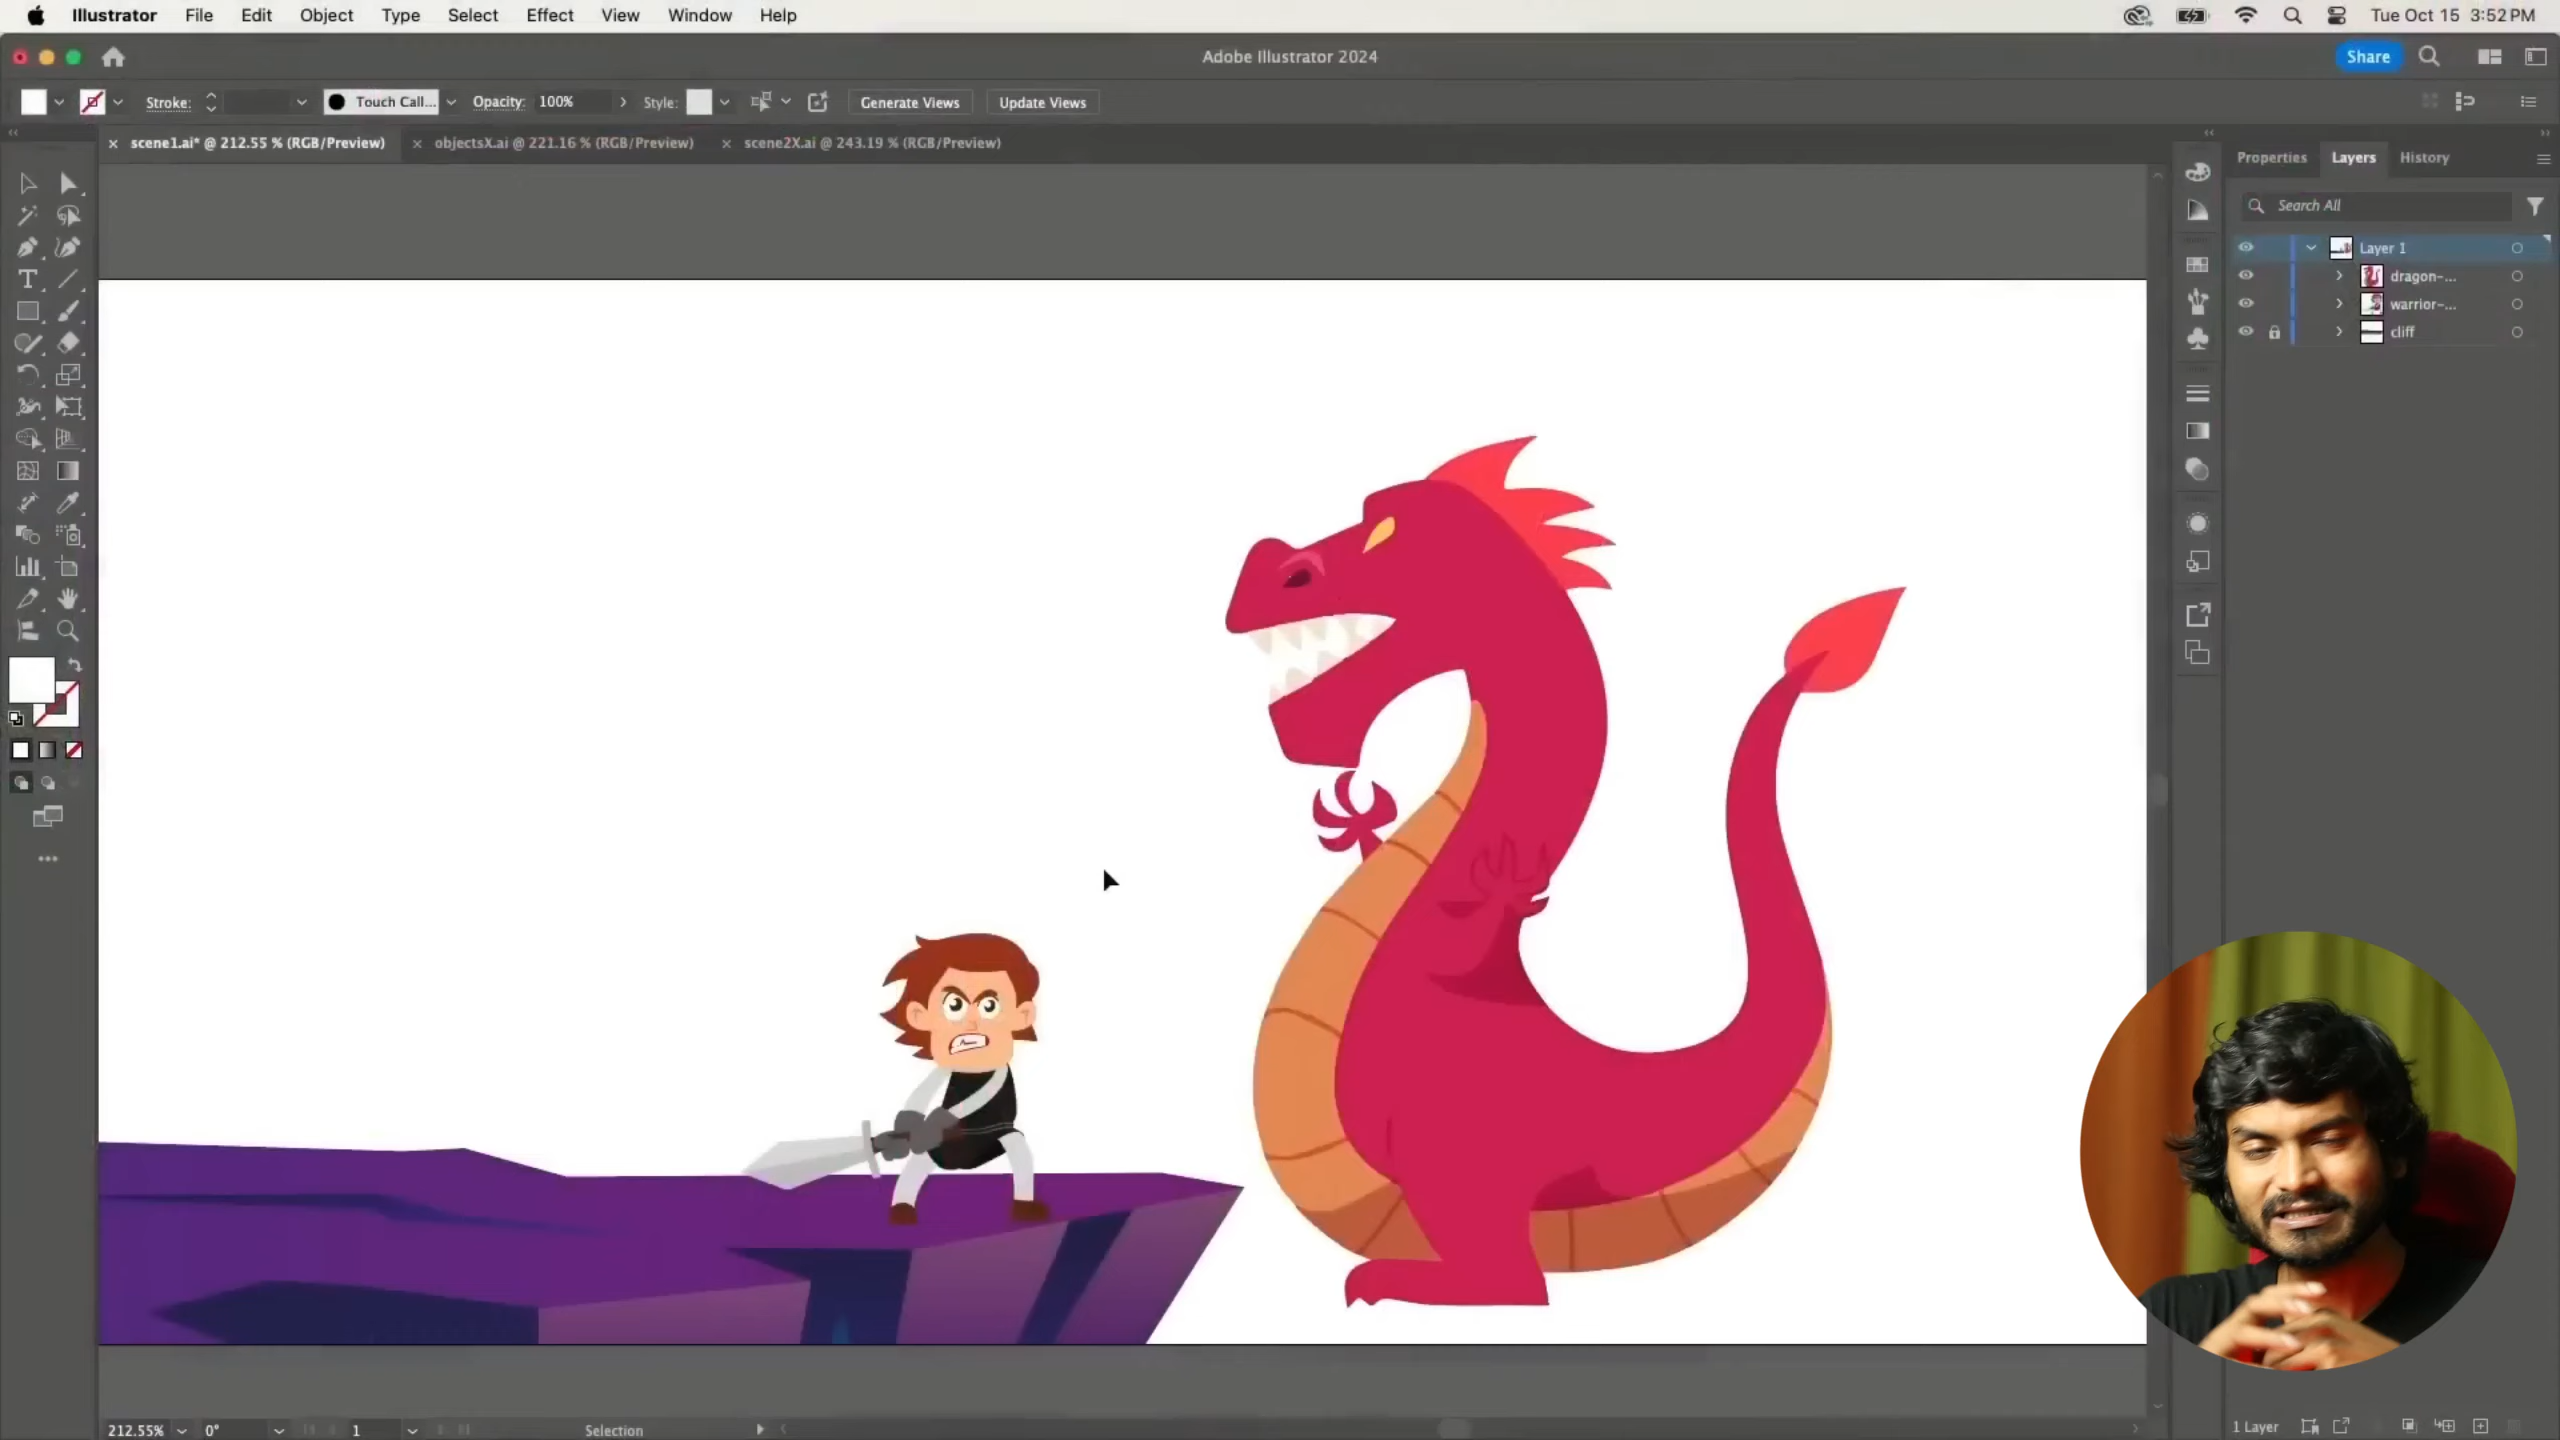 Illustrator File Edit Object Type Select Effect View Window Help Tue Oct 15 3:52 PM
Adobe Illustrator 2024 Share
Stroke: Touch Call... Opacity: 100% Style: Generate Views Update Views
scene1.ai* @ 212.55 % (RGB/Preview) objectsX.ai @ 221.16 % (RGB/Preview) scene2X.ai @ 243.19 % (RGB/Preview)
Properties Layers History
Search All
Layer 1
dragon-...
warrior-...
cliff
212.55% 0° 1 Selection
1 Layer